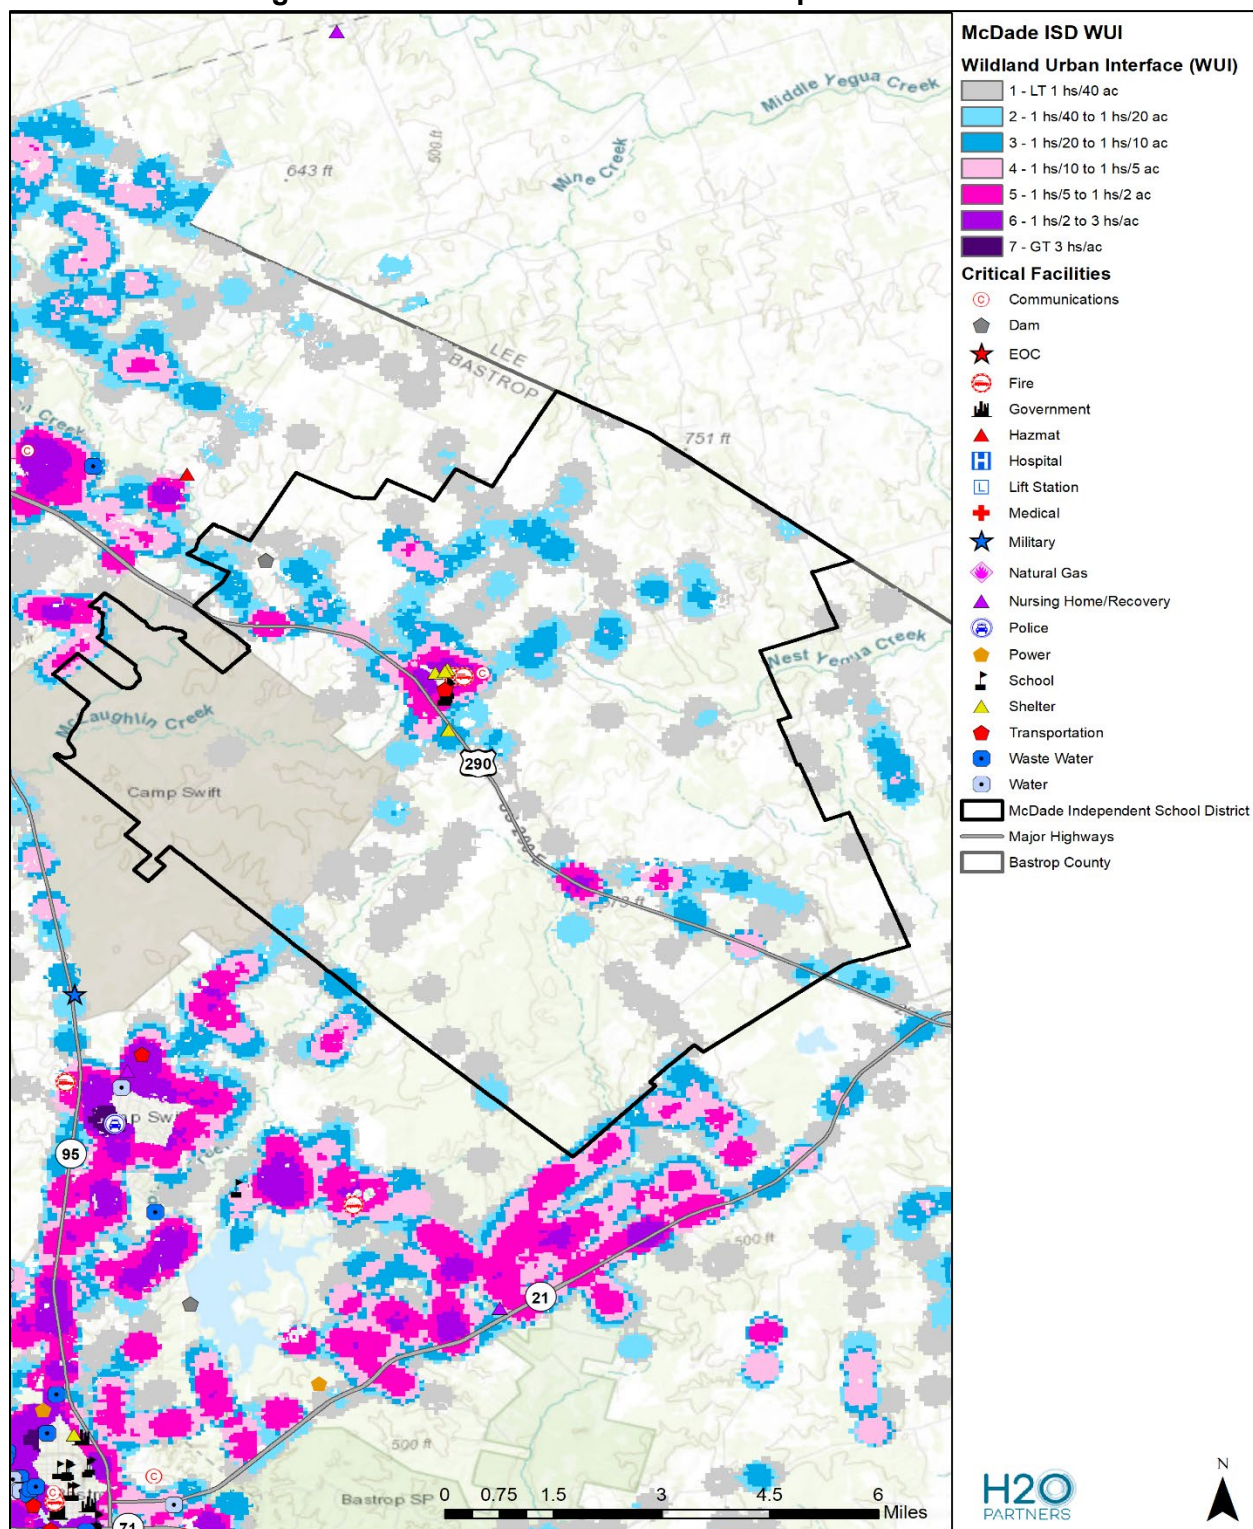 McDade ISD WUI
Wildland Urban Interface (WUI)
1 - LT 1 hs/40 ac
2 - 1 hs/40 to 1 hs/20 ac
3 - 1 hs/20 to 1 hs/10 ac
4 - 1 hs/10 to 1 hs/5 ac
5 - 1 hs/5 to 1 hs/2 ac
6 - 1 hs/2 to 3 hs/ac
7 - GT 3 hs/ac
Critical Facilities
C Communications
Dam
EOC
Fire
Government
Hazmat
H Hospital
L Lift Station
Medical
Military
Natural Gas
Nursing Home/Recovery
Police
Power
School
Shelter
Transportation
Waste Water
Water
McDade Independent School District
Major Highways
Bastrop County
Middle Yegua Creek
500 ft
Mine Creek
643 ft
LEE
BASTROP
751 ft
Creek
C
Nest Yegua Creek
C
McLaughlin Creek
290
Camp Swift
573 ft
95
500 ft
21
500 ft
Bastrop SP
C
C
71
0 0.75 1.5 3 4.5 6
Miles
H2O
PARTNERS
N